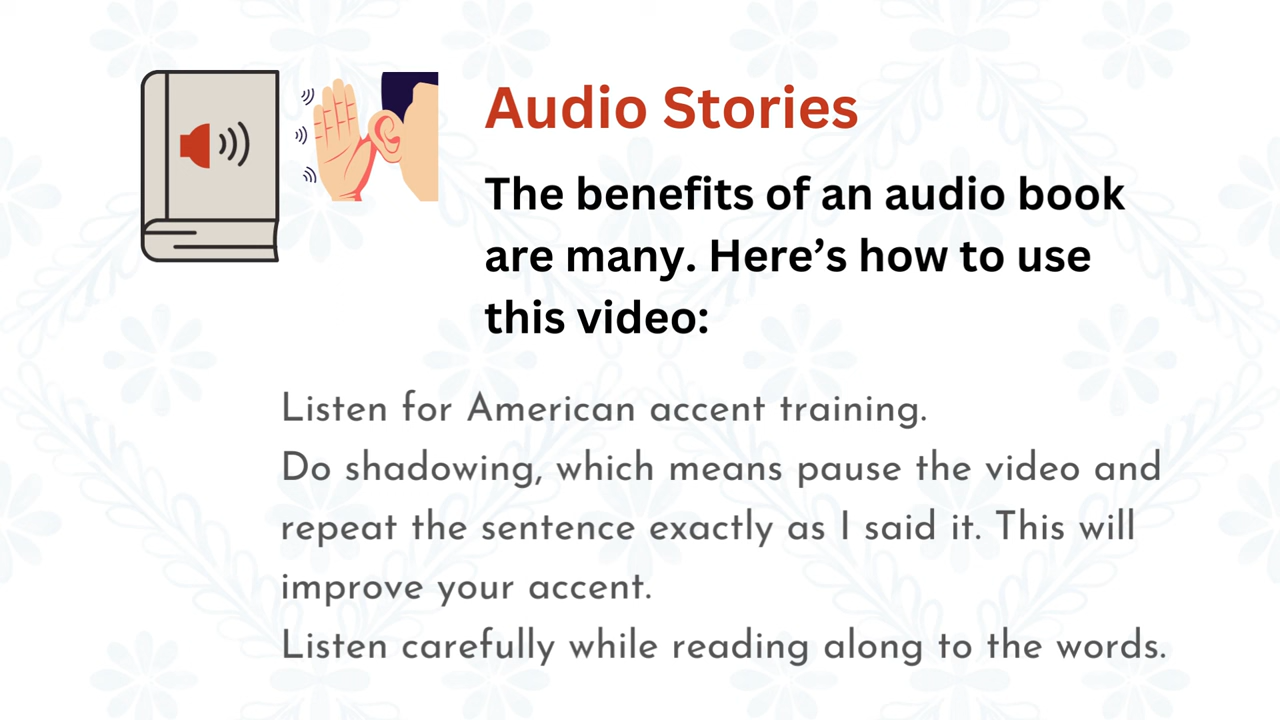 Audio Stories
The benefits of an audio book
are many. Here’s how to use
this video:
Listen for American accent training.
Do shadowing, which means pause the video and
repeat the sentence exactly as I said it. This will
improve your accent.
Listen carefully while reading along to the words.